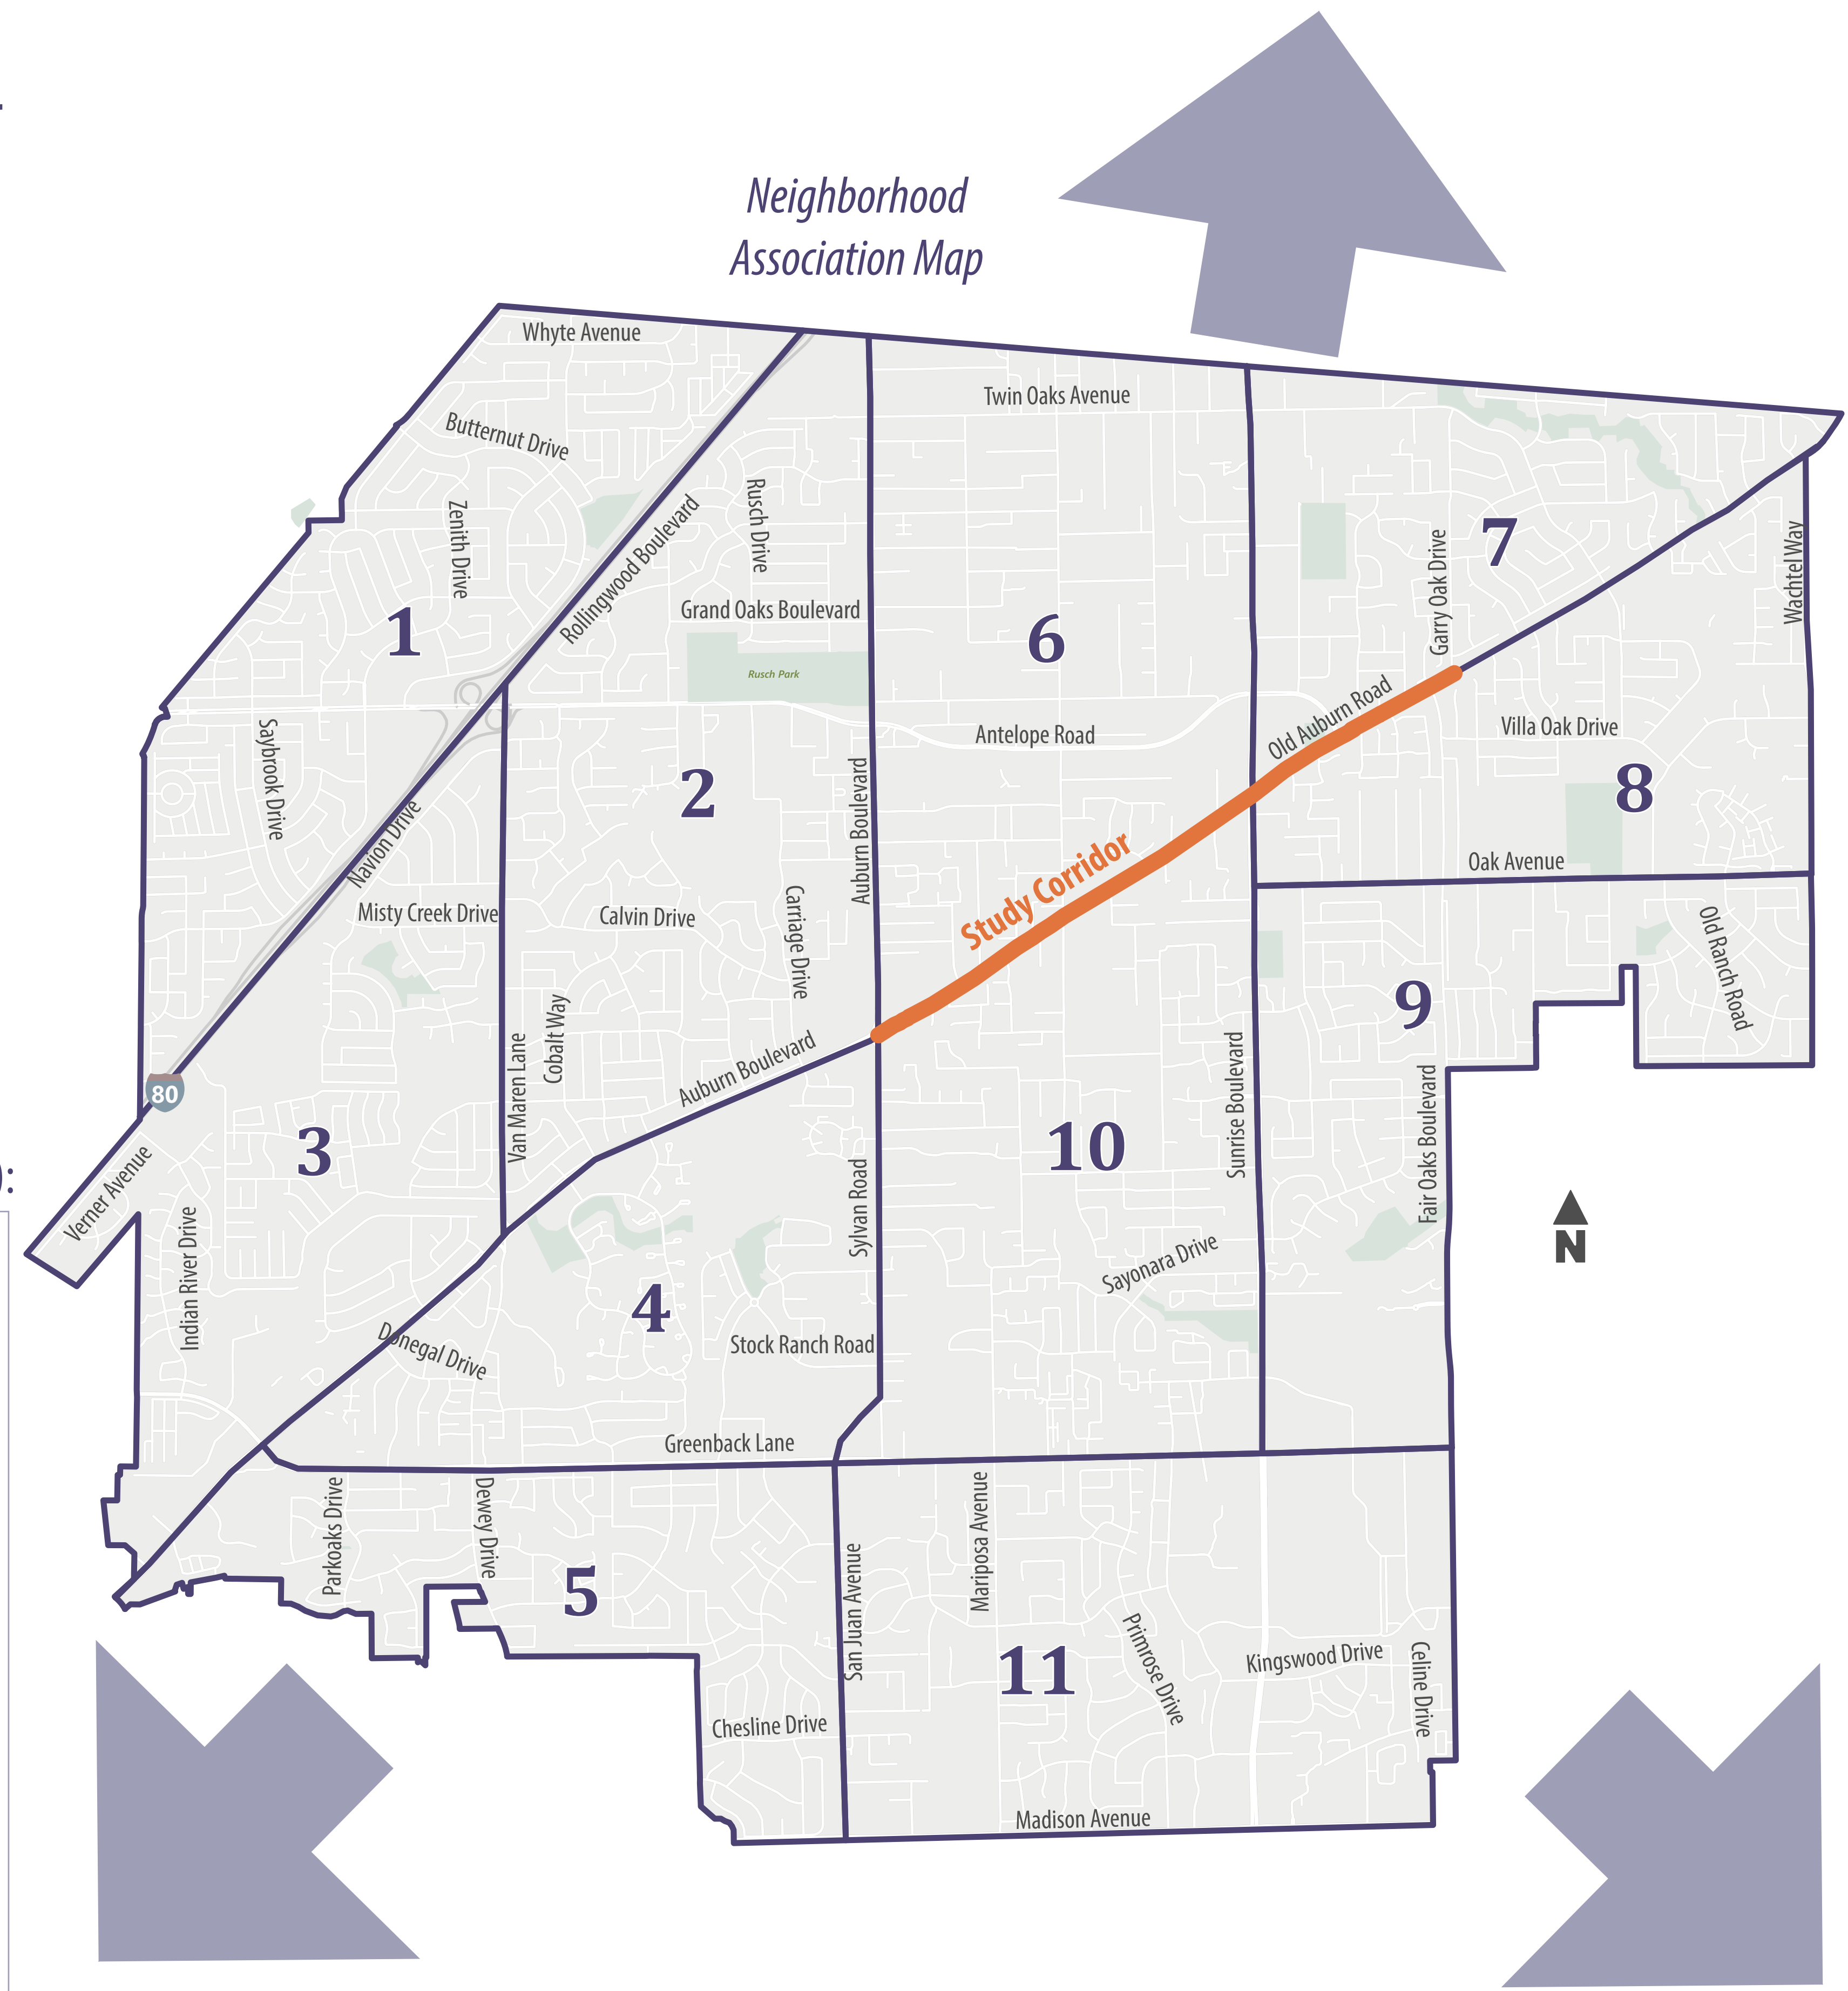 Neighborhood
Association Map
Whyte Avenue
Twin Oaks Avenue
Butternut Drive
Zenith Drive
Rusch Drive
Rollingwood Boulevard
Garry Oak Drive
7
Wachtel Way
Grand Oaks Boulevard
1
6
Rusch Park
Old Auburn Road
Antelope Road
Villa Oak Drive
Saybrook Drive
2
8
Navion Drive
Auburn Boulevard
Study Corridor
Oak Avenue
Misty Creek Drive
Calvin Drive
Carriage Drive
Old Ranch Road
9
Cobalt Way
Auburn Boulevard
80
Van Maren Lane
Sunrise Boulevard
Fair Oaks Boulevard
3
10
Verner Avenue
Sylvan Road
):
Indian River Drive
Sayonara Drive
N
4
Donegal Drive
Stock Ranch Road
Greenback Lane
Parkoaks Drive
Dewey Drive
Mariposa Avenue
5
San Juan Avenue
Primrose Drive
11
Kingswood Drive
Celine Drive
Chesline Drive
Madison Avenue